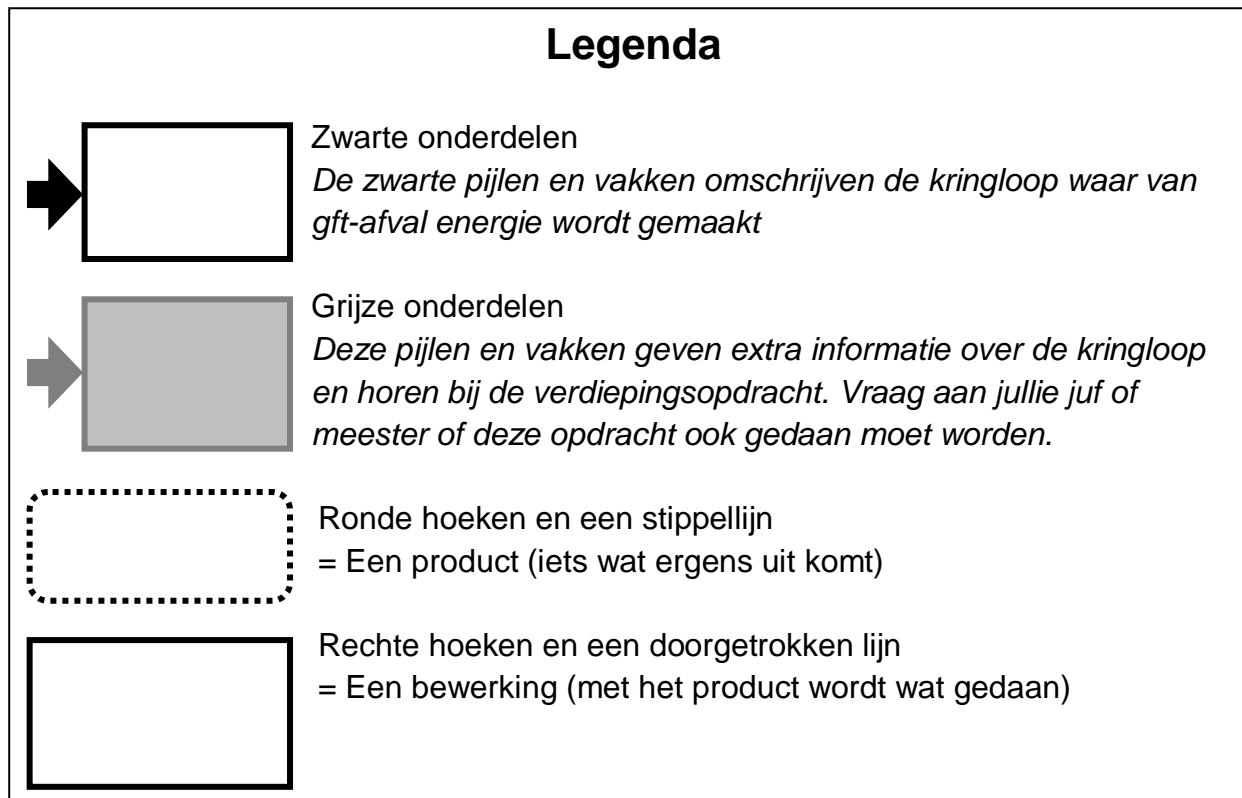 Legenda
Zwarte onderdelen
De zwarte pijlen en vakken omschrijven de kringloop waar van
gft-afval energie wordt gemaakt
Grijze onderdelen
Deze pijlen en vakken geven extra informatie over de kringloop
en horen bij de verdiepingsopdracht. Vraag aan jullie juf of
meester of deze opdracht ook gedaan moet worden.
Ronde hoeken en een stippellijn
= Een product (iets wat ergens uit komt)
Rechte hoeken en een doorgetrokken lijn
= Een bewerking (met het product wordt wat gedaan)